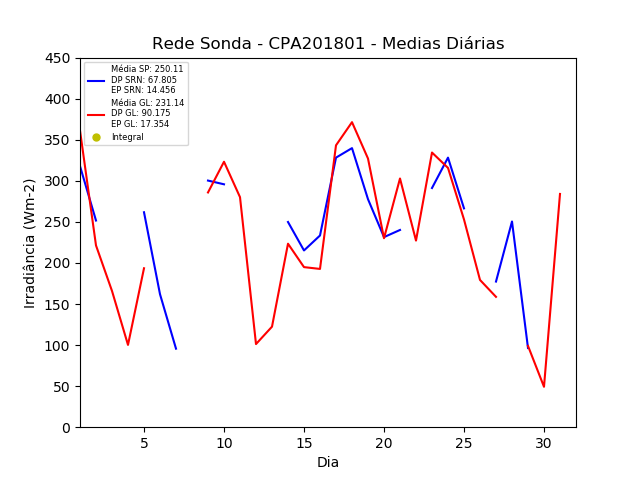 Rede Sonda - CPA201801 - Medias Diárias
Média SP: 250.11
DP SRN: 67.805
EP SRN: 14.456
Média GL: 231.14
DP GL: 90.175
EP GL: 17.354
Integral
Irradiância (Wm-2)
450
400
350
300
250
200
150
100
50
0
5
10
15
20
25
30
Dia